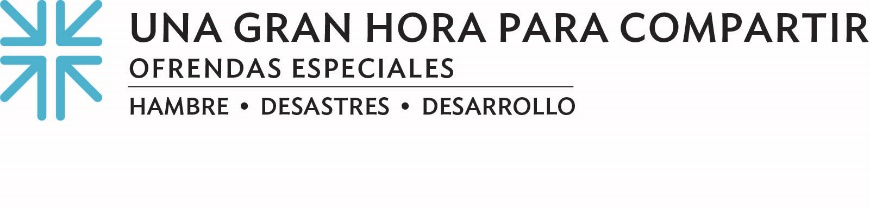 UNA GRAN HORA PARA COMPARTIR
OFRENDAS ESPECIALES
HAMBRE • DESASTRES • DESARROLLO